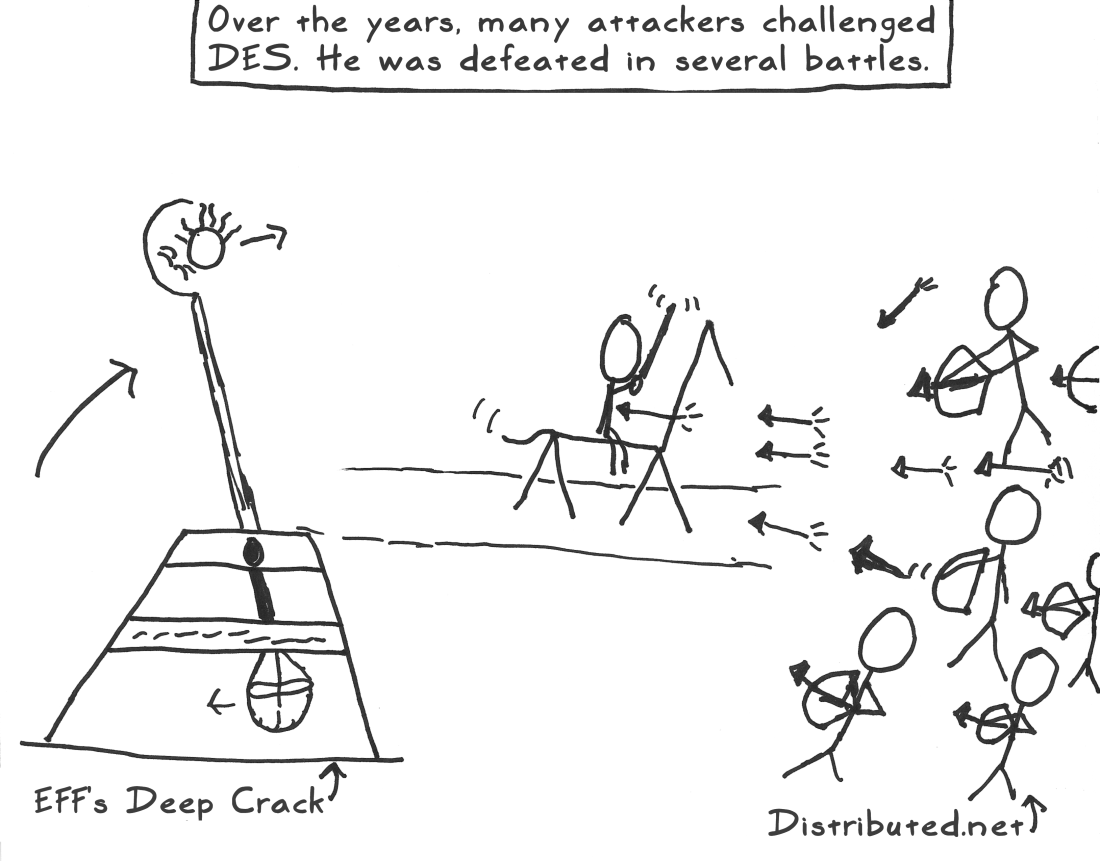 Over the years, many attackers challenged
DES. He was defeated in several battles.
EFF's Deep Crack
Distributed.net